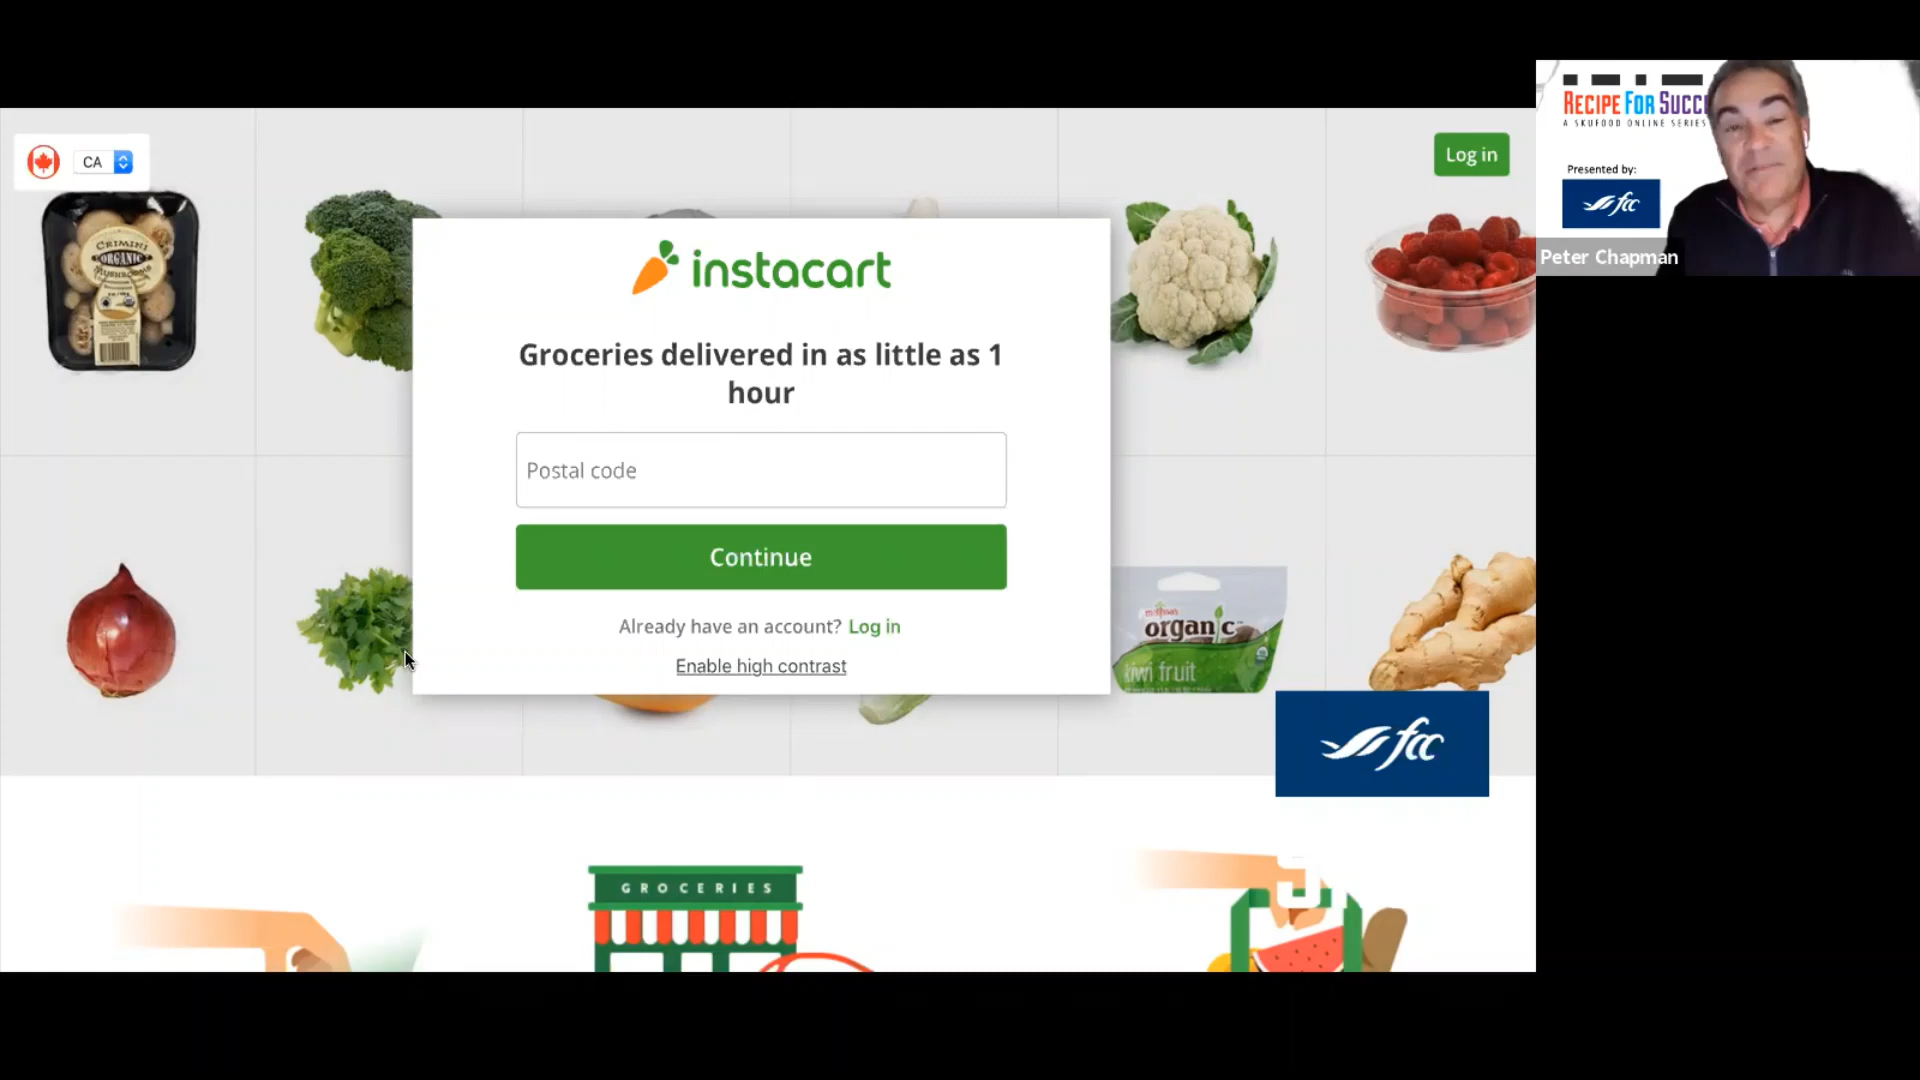 CA
Log in
CRIMINI
ORGANIC
MUSHROOMS
instacart
Groceries delivered in as little as 1
hour
Postal code
Continue
Already have an account? Log in
Enable high contrast
organic
kiwi fruit
fcc
GROCERIES
RECIPE FOR SUCC
A SKUFOOD ONLINE SERIES
Presented by:
fcc
Peter Chapman